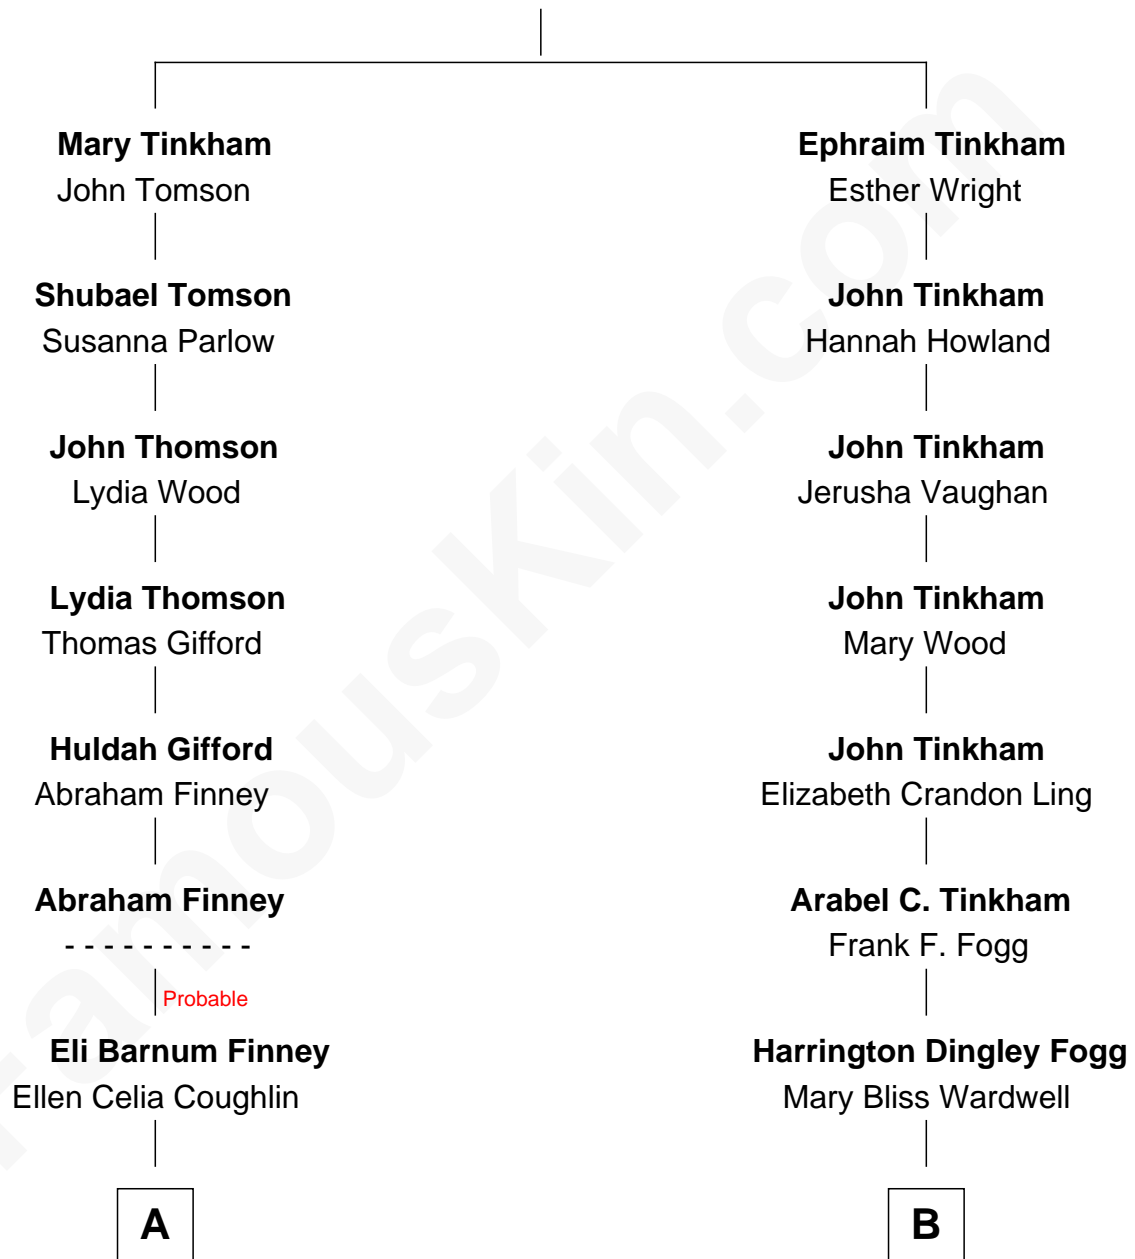 Mary Tinkham
John Tomson
Shubael Tomson
Susanna Parlow
John Thomson
Lydia Wood
Lydia Thomson
Thomas Gifford
Huldah Gifford
Abraham Finney
Abraham Finney
- - - - - - - - - -
Probable
Eli Barnum Finney
Ellen Celia Coughlin
A
Ephraim Tinkham
Esther Wright
John Tinkham
Hannah Howland
John Tinkham
Jerusha Vaughan
John Tinkham
Mary Wood
John Tinkham
Elizabeth Crandon Ling
Arabel C. Tinkham
Frank F. Fogg
Harrington Dingley Fogg
Mary Bliss Wardwell
B
FamousKin.com